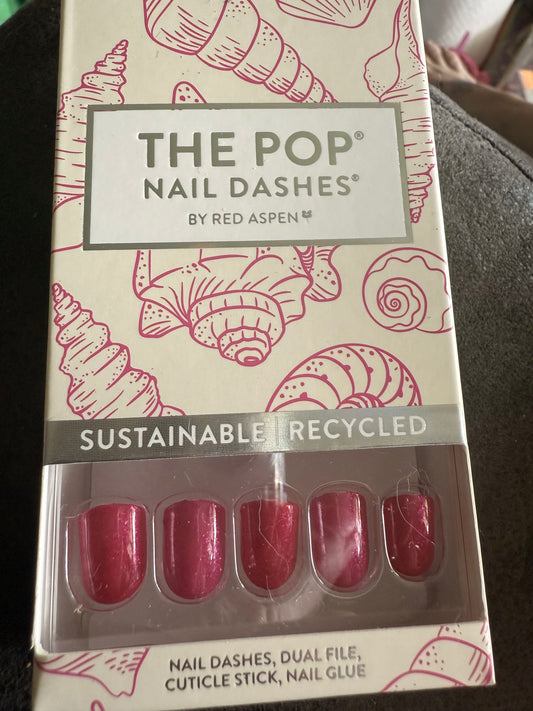 THE POP®
NAIL DASHES®
BY RED ASPEN
SUSTAINABLE | RECYCLED
NAIL DASHES, DUAL FILE,
CUTICLE STICK, NAIL GLUE